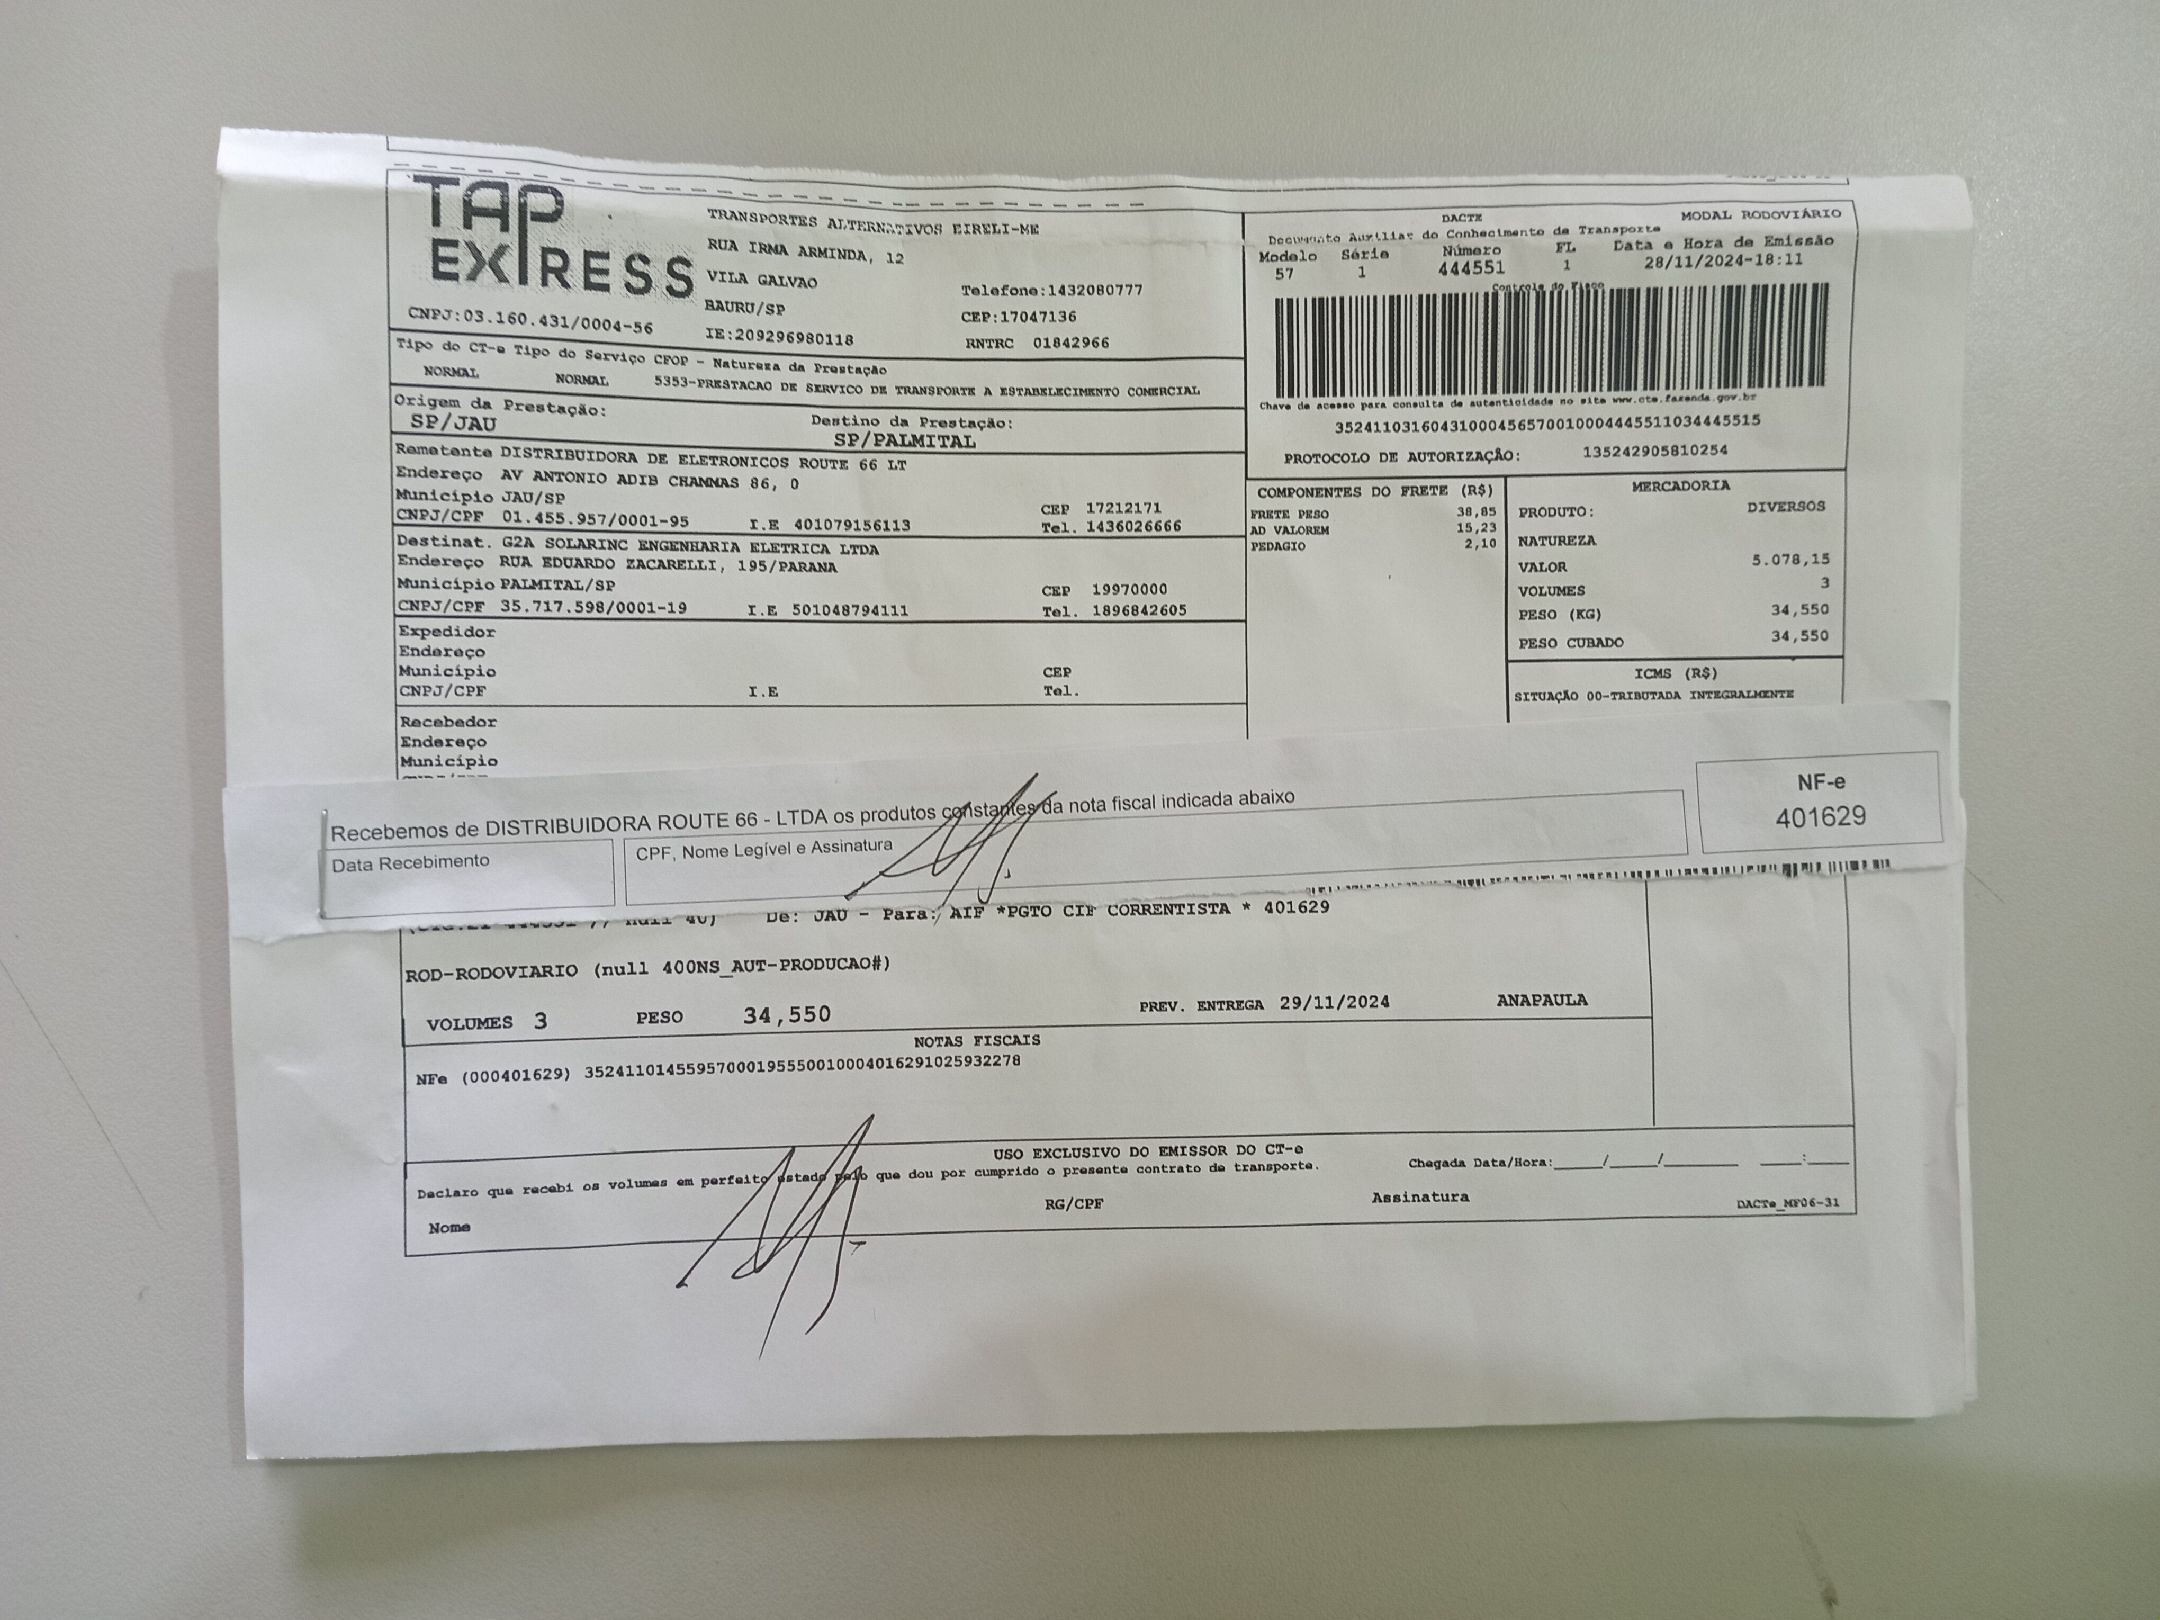 TAP
EXPRESS
CNPJ:03.160.431/0004-56
TRANSPORTES ALTERNATIVOS EIRELI-ME
RUA IRMA ARMINDA, 12
VILA GALVAO
BAURU/SP
IE:209296980118
Telefone:1432080777
CEP:17047136
RNTRC 01842966
DACTE
MODAL RODOVIÁRIO
Documento Auxiliar do Conhecimento de Transporte
Modelo Série Número FL Data e Hora de Emissão
57 1 444551 1 28/11/2024-18:11
Controle do Fisco
Chave de acesso para consulta de autenticidade no site www.cte.fazenda.gov.br
35241103160431000456570010004445511034445515
PROTOCOLO DE AUTORIZAÇÃO: 135242905810254
Tipo do CT-e Tipo do Serviço CFOP - Natureza da Prestação
NORMAL NORMAL 5353-PRESTACAO DE SERVICO DE TRANSPORTE A ESTABELECIMENTO COMERCIAL
Origem da Prestação: Destino da Prestação:
SP/JAU SP/PALMITAL
Remetente DISTRIBUIDORA DE ELETRONICOS ROUTE 66 LT
Endereço AV ANTONIO ADIB CHAMMAS 86, 0
Município JAU/SP CEP 17212171
CNPJ/CPF 01.455.957/0001-95 I.E 401079156113 Tel. 1436026666
Destinat. G2A SOLARINC ENGENHARIA ELETRICA LTDA
Endereço RUA EDUARDO ZACARELLI, 195/PARANA
Município PALMITAL/SP CEP 19970000
CNPJ/CPF 35.717.598/0001-19 I.E 501048794111 Tel. 1896842605
Expedidor
Endereço
Município CEP
CNPJ/CPF I.E Tel.
Recebedor
Endereço
Município
COMPONENTES DO FRETE (R$)
FRETE PESO 38,85
AD VALOREM 15,23
PEDAGIO 2,10
MERCADORIA
PRODUTO: DIVERSOS
NATUREZA
VALOR 5.078,15
VOLUMES 3
PESO (KG) 34,550
PESO CUBADO 34,550
ICMS (R$)
SITUAÇÃO 00-TRIBUTADA INTEGRALMENTE
Recebemos de DISTRIBUIDORA ROUTE 66 - LTDA os produtos constantes da nota fiscal indicada abaixo
Data Recebimento
CPF, Nome Legível e Assinatura
NF-e
401629
De: JAU - Para: AIF *PGTO CIF CORRENTISTA * 401629
ROD-RODOVIARIO (null 400NS_AUT-PRODUCAO#)
VOLUMES 3 PESO 34,550 PREV. ENTREGA 29/11/2024 ANAPAULA
NOTAS FISCAIS
NFe (000401629) 35241101455957000195550010004016291025932278
USO EXCLUSIVO DO EMISSOR DO CT-e
Declaro que recebi os volumes em perfeito estado pelo que dou por cumprido o presente contrato de transporte.
Chegada Data/Hora:_____/_____/________ ____:____
Nome RG/CPF Assinatura
DACTe_MF06-31